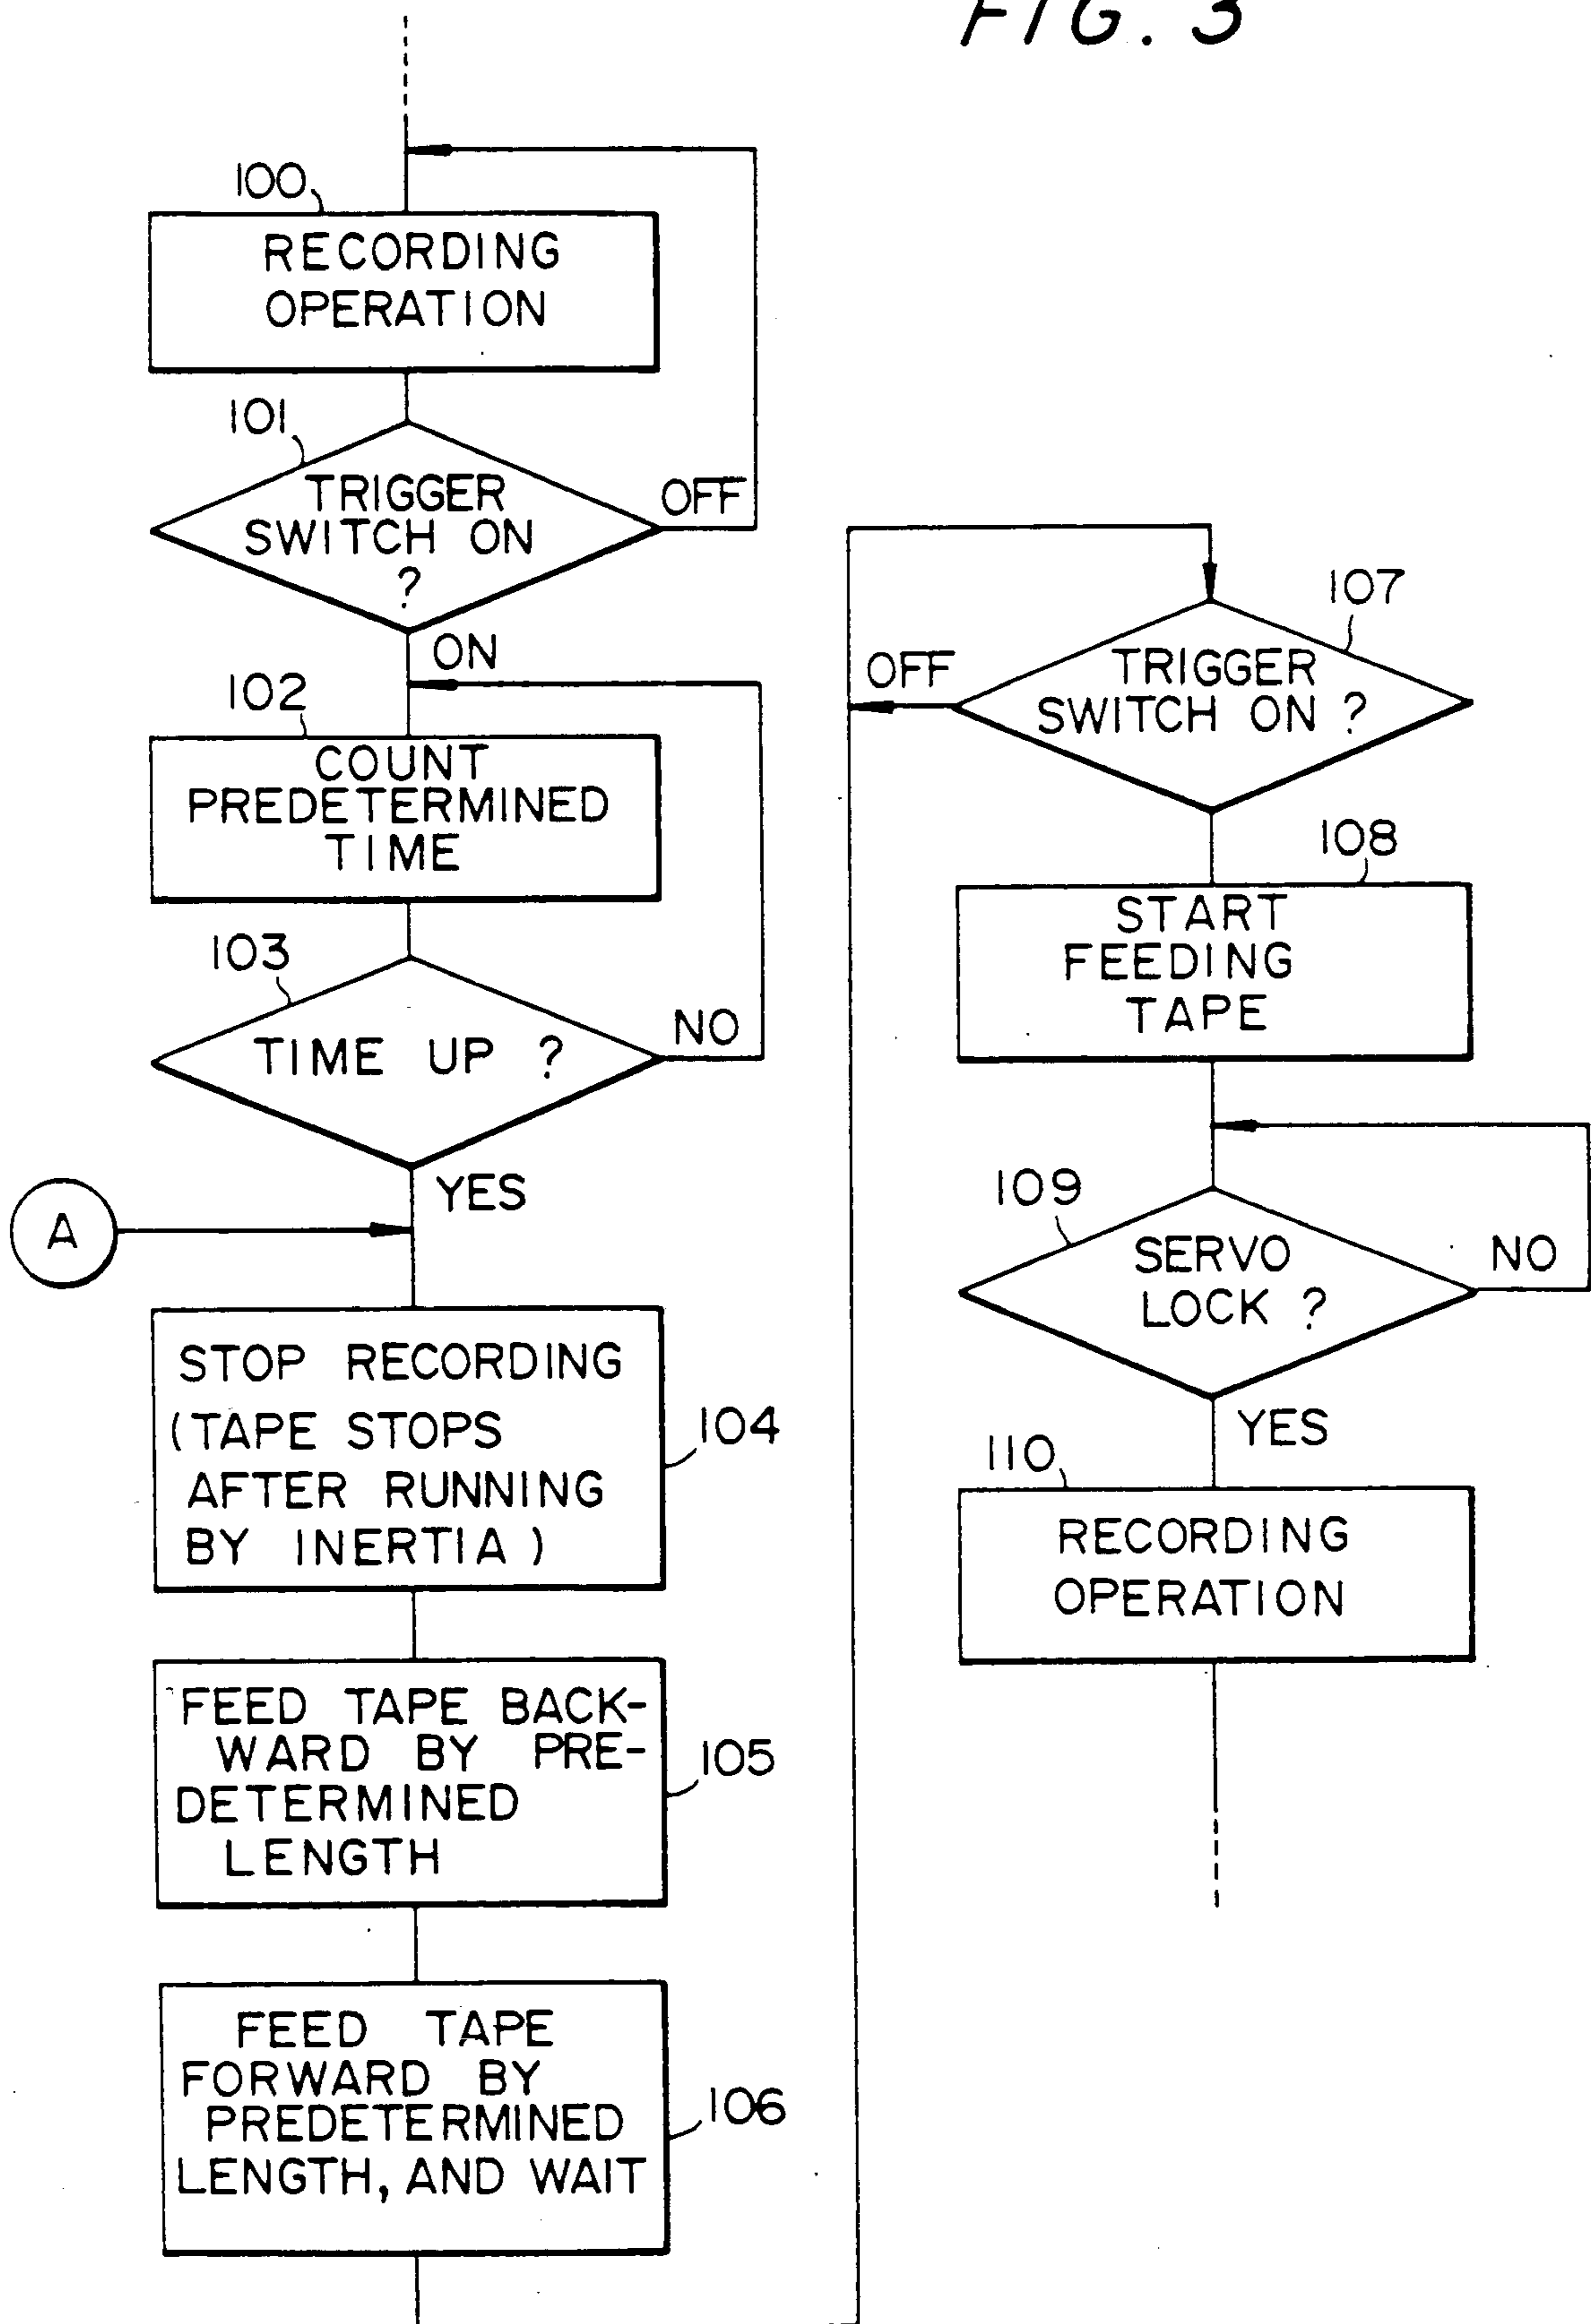 FIG. 3
100
RECORDING
OPERATION
101
TRIGGER
SWITCH ON
?
OFF
ON
102
COUNT
PREDETERMINED
TIME
103
TIME UP ?
NO
YES
A
STOP RECORDING
(TAPE STOPS
AFTER RUNNING
BY INERTIA)
104
FEED TAPE BACK-
WARD BY PRE-
DETERMINED
LENGTH
105
FEED TAPE
FORWARD BY
PREDETERMINED
LENGTH, AND WAIT
106
107
TRIGGER
SWITCH ON ?
OFF
108
START
FEEDING
TAPE
109
SERVO
LOCK ?
NO
YES
110
RECORDING
OPERATION